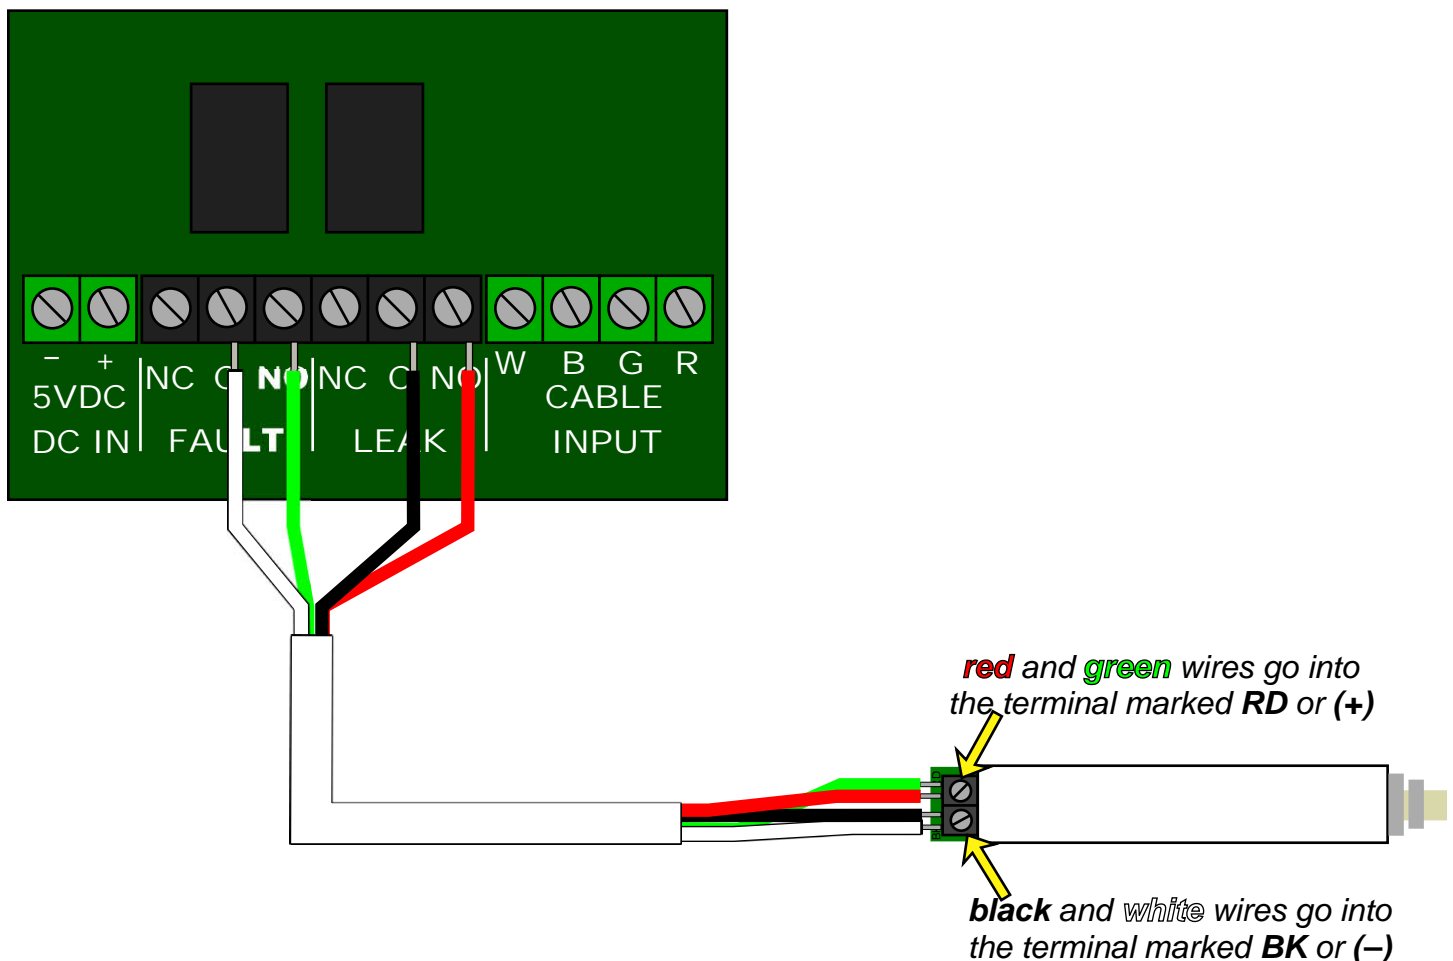 − +
5VDC
DC IN
NC C NO
FAULT
NC C NO
LEAK
W B G R
CABLE
INPUT
red and green wires go into
the terminal marked RD or (+)
black and white wires go into
the terminal marked BK or (–)